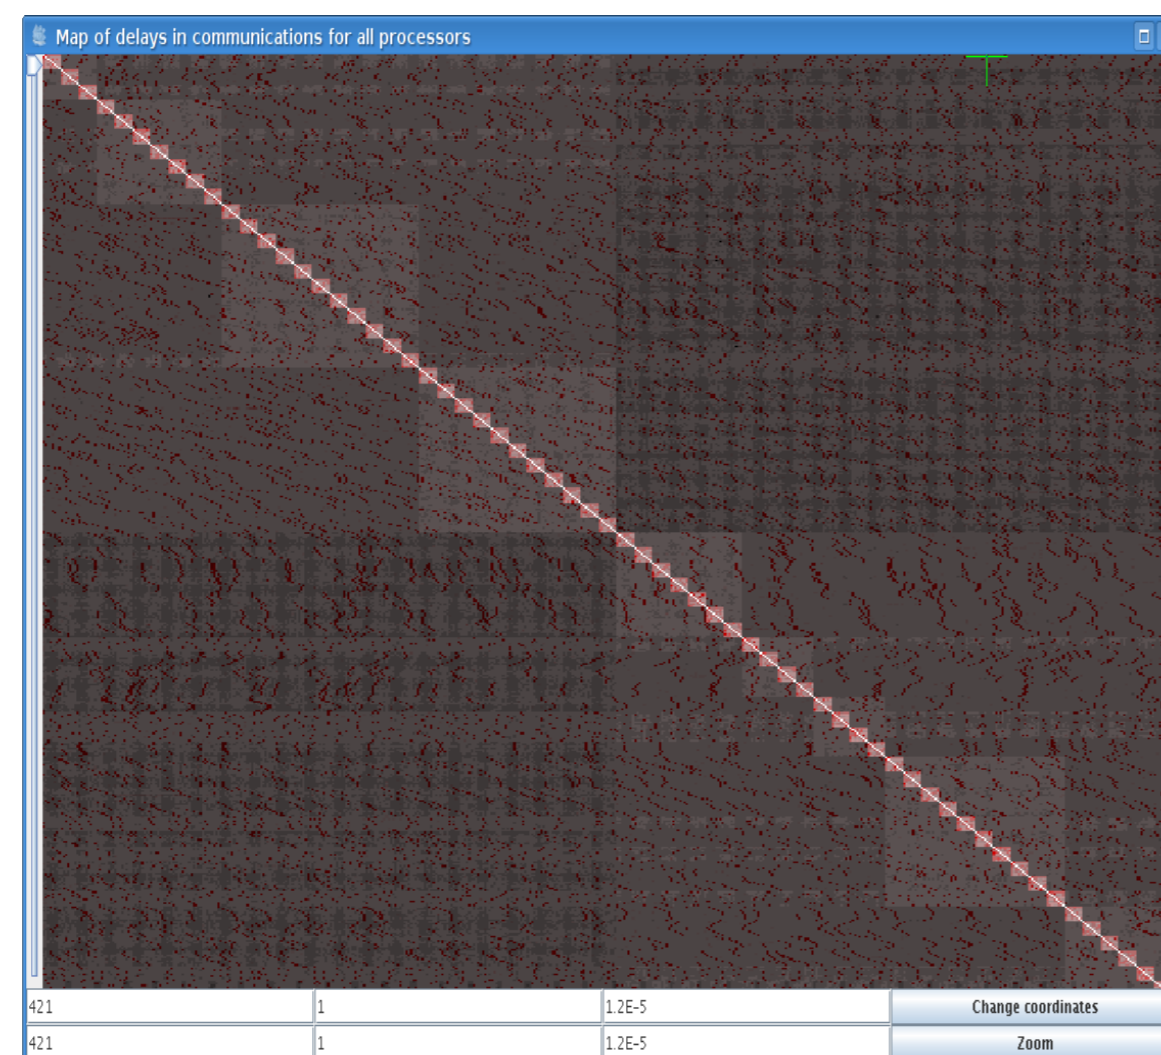 Map of delays in communications for all processors
421 1 1.2E-5 Change coordinates
421 1 1.2E-5 Zoom